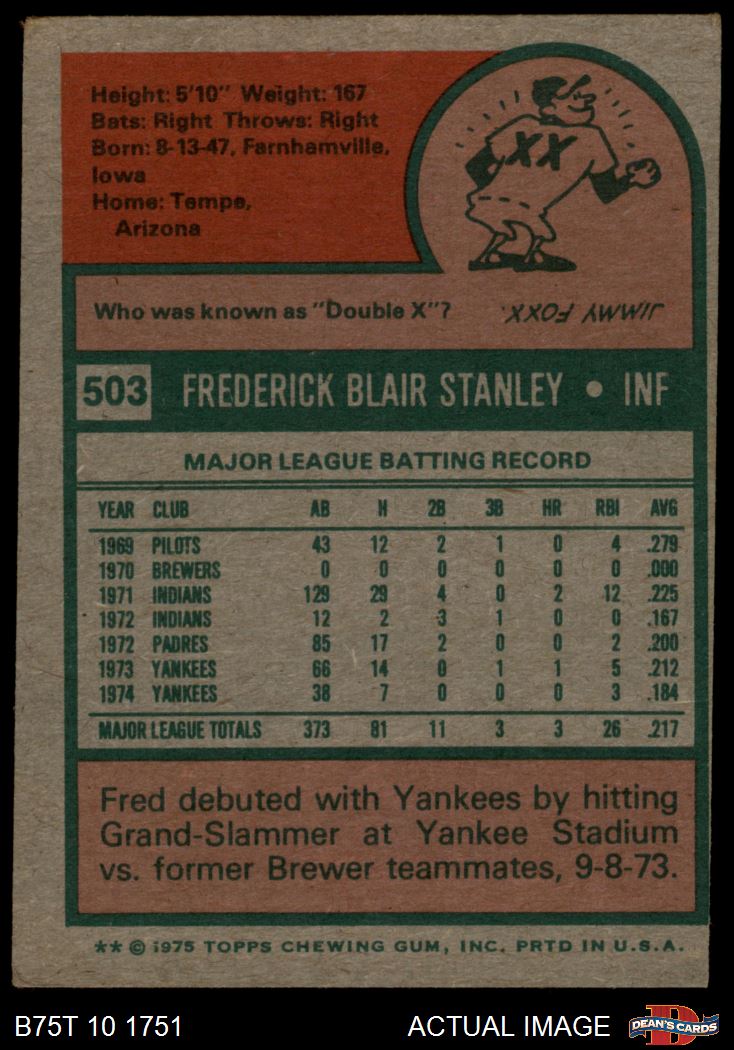 Height: 5'10" Weight: 167
Bats: Right Throws: Right
Born: 8-13-47, Farnhamville,
Iowa
Home: Tempe,
Arizona
XX
Who was known as "Double X"? JIMMY FOXX.
503 FREDERICK BLAIR STANLEY • INF
MAJOR LEAGUE BATTING RECORD
YEAR CLUB AB H 2B 3B HR RBI AVG
1969 PILOTS 43 12 2 1 0 4 .279
1970 BREWERS 0 0 0 0 0 0 .000
1971 INDIANS 129 29 4 0 2 12 .225
1972 INDIANS 12 2 3 1 0 0 .167
1972 PADRES 85 17 2 0 0 2 .200
1973 YANKEES 66 14 0 1 1 5 .212
1974 YANKEES 38 7 0 0 0 3 .184
MAJOR LEAGUE TOTALS 373 81 11 3 3 26 .217
Fred debuted with Yankees by hitting
Grand-Slammer at Yankee Stadium
vs. former Brewer teammates, 9-8-73.
** © 1975 TOPPS CHEWING GUM, INC. PRTD IN U.S.A.
B75T 10 1751 ACTUAL IMAGE DEAN'S CARDS